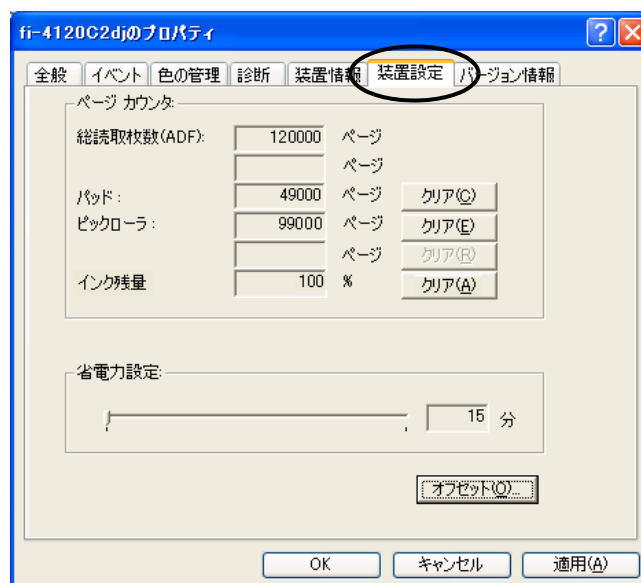 fi-4120C2djのプロパティ
全般 イベント 色の管理 診断 装置情報 装置設定 バージョン情報
ページ カウンタ:
総読取枚数(ADF): 120000 ページ
ページ
パッド: 49000 ページ クリア(C)
ピックローラ: 99000 ページ クリア(E)
ページ クリア(R)
インク残量 100 % クリア(A)
省電力設定:
15 分
オフセット(O)...
OK キャンセル 適用(A)